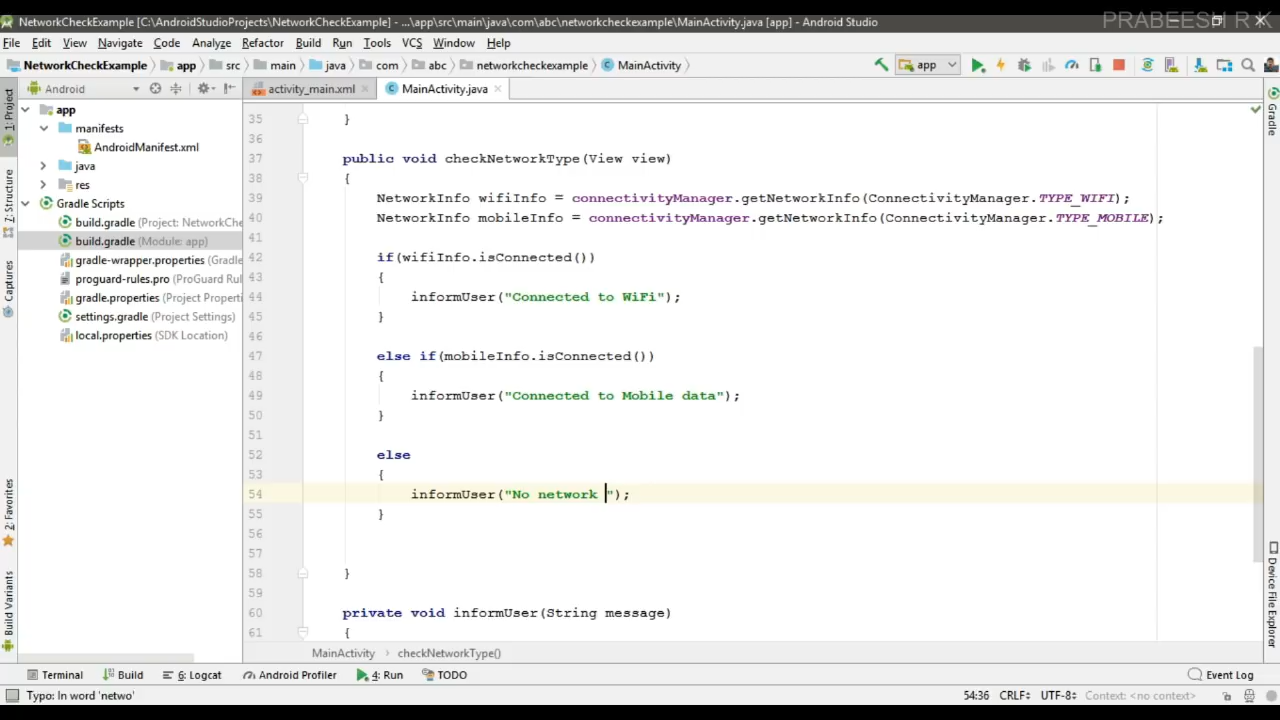 PRABEESH R K
NetworkCheckExample [C:\AndroidStudioProjects\NetworkCheckExample] - ...\app\src\main\java\com\abc\networkcheckexample\MainActivity.java [app] - Android Studio
File Edit View Navigate Code Analyze Refactor Build Run Tools VCS Window Help
NetworkCheckExample app src main java com abc networkcheckexample MainActivity app
Android activity_main.xml MainActivity.java
1: Project
Z: Structure
Captures
2: Favorites
Build Variants
app
manifests
AndroidManifest.xml
java
res
Gradle Scripts
build.gradle (Project: NetworkChe
build.gradle (Module: app)
gradle-wrapper.properties (Gradle
proguard-rules.pro (ProGuard Rul
gradle.properties (Project Properti
settings.gradle (Project Settings)
local.properties (SDK Location)
35 }
36
37 public void checkNetworkType(View view)
38 {
39 NetworkInfo wifiInfo = connectivityManager.getNetworkInfo(ConnectivityManager.TYPE_WIFI);
40 NetworkInfo mobileInfo = connectivityManager.getNetworkInfo(ConnectivityManager.TYPE_MOBILE);
41
42 if(wifiInfo.isConnected())
43 {
44 informUser("Connected to WiFi");
45 }
46
47 else if(mobileInfo.isConnected())
48 {
49 informUser("Connected to Mobile data");
50 }
51
52 else
53 {
54 informUser("No network ");
55 }
56
57
58 }
59
60 private void informUser(String message)
61 {
MainActivity checkNetworkType()
Gradle
Device File Explorer
Terminal Build 6: Logcat Android Profiler 4: Run TODO Event Log
Typo: In word 'netwo' 54:36 CRLF UTF-8 Context: <no context>